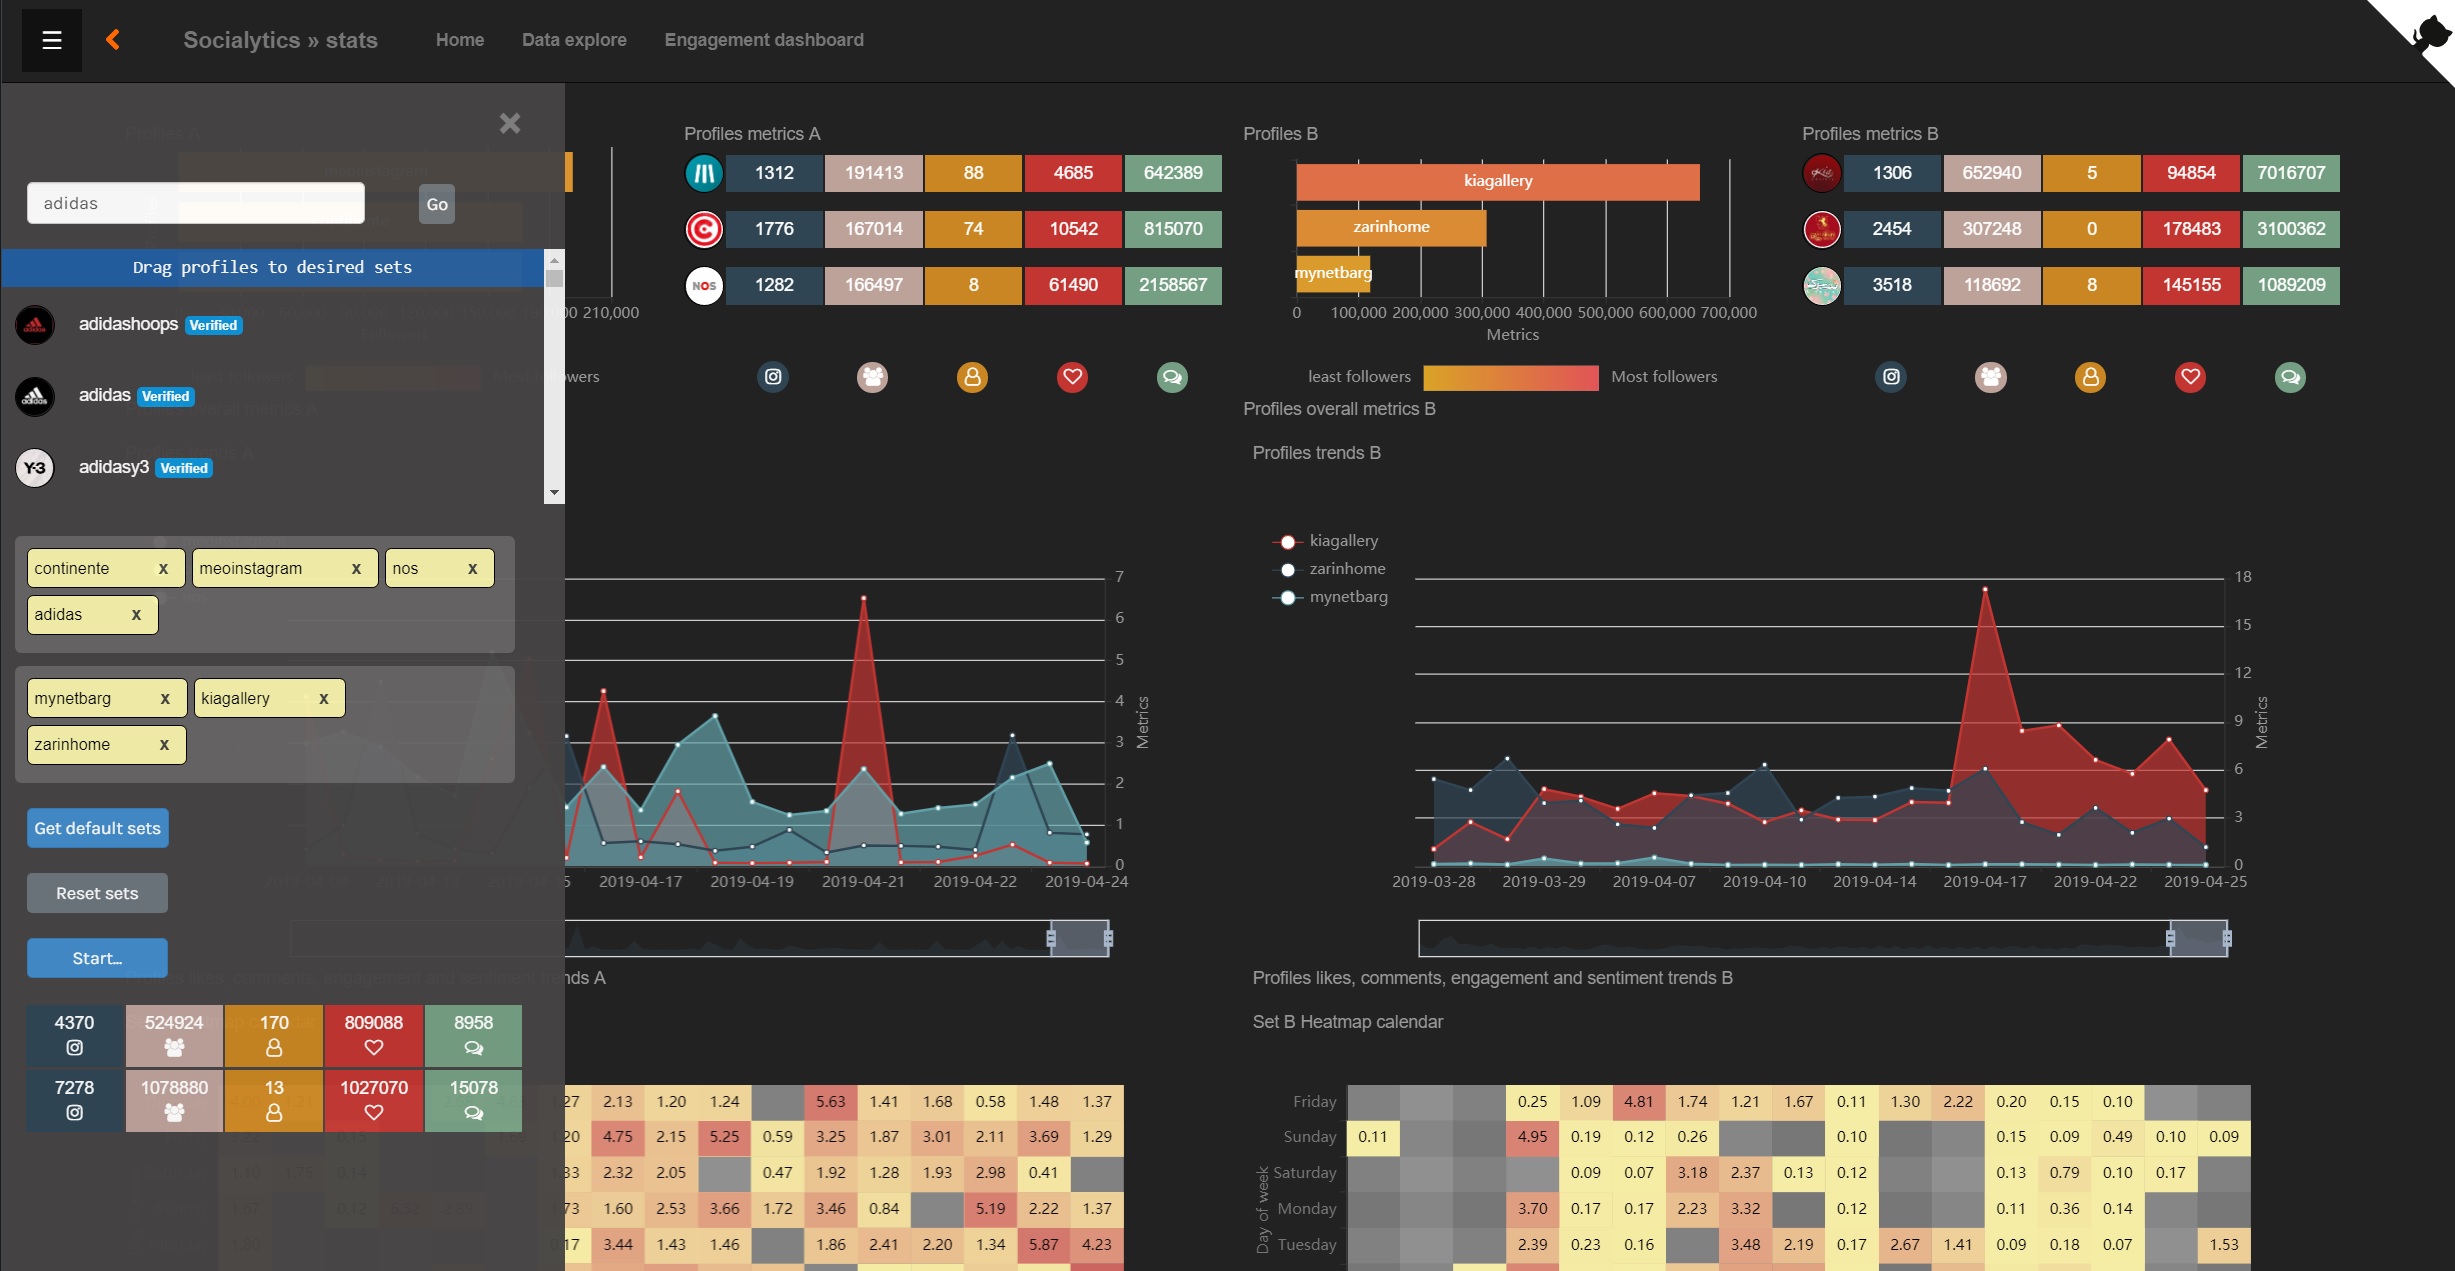 Socialytics » stats
Home
Data explore
Engagement dashboard
adidas
Go
Drag profiles to desired sets
adidashoops Verified
adidas Verified
Y-3
adidasy3 Verified
continente x
meoinstagram x
nos x
adidas x
mynetbarg x
kiagallery x
zarinhome x
Get default sets
Reset sets
Start...
4370 524924 170 809088 8958
7278 1078880 13 1027070 15078
Profiles metrics A
1312 191413 88 4685 642389
1776 167014 74 10542 815070
NOS 1282 166497 8 61490 2158567
210,000
Profiles B
kiagallery
zarinhome
mynetbarg
0 100,000 200,000 300,000 400,000 500,000 600,000 700,000
Metrics
least followers Most followers
Profiles overall metrics B
Profiles metrics B
1306 652940 5 94854 7016707
2454 307248 0 178483 3100362
3518 118692 8 145155 1089209
Profiles trends B
7
6
5
4
3
2
1
0
Metrics
2019-04-17 2019-04-19 2019-04-21 2019-04-22 2019-04-24
kiagallery
zarinhome
mynetbarg
18
15
12
9
6
3
0
Metrics
2019-03-28 2019-03-29 2019-04-07 2019-04-10 2019-04-14 2019-04-17 2019-04-22 2019-04-25
Profiles likes, comments, engagement and sentiment trends A
Profiles likes, comments, engagement and sentiment trends B
Set B Heatmap calendar
2.13 1.20 1.24 5.63 1.41 1.68 0.58 1.48 1.37
4.75 2.15 5.25 0.59 3.25 1.87 3.01 2.11 3.69 1.29
2.32 2.05 0.47 1.92 1.28 1.93 2.98 0.41
1.60 2.53 3.66 1.72 3.46 0.84 5.19 2.22 1.37
3.44 1.43 1.46 1.86 2.41 2.20 1.34 5.87 4.23
Day of week
Friday 0.25 1.09 4.81 1.74 1.21 1.67 0.11 1.30 2.22 0.20 0.15 0.10
Sunday 0.11 4.95 0.19 0.12 0.26 0.10 0.15 0.09 0.49 0.10 0.09
Saturday 0.09 0.07 3.18 2.37 0.13 0.12 0.13 0.79 0.10 0.17
Monday 3.70 0.17 0.17 2.23 3.32 0.12 0.11 0.36 0.14
Tuesday 2.39 0.23 0.16 3.48 2.19 0.17 2.67 1.41 0.09 0.18 0.07 1.53